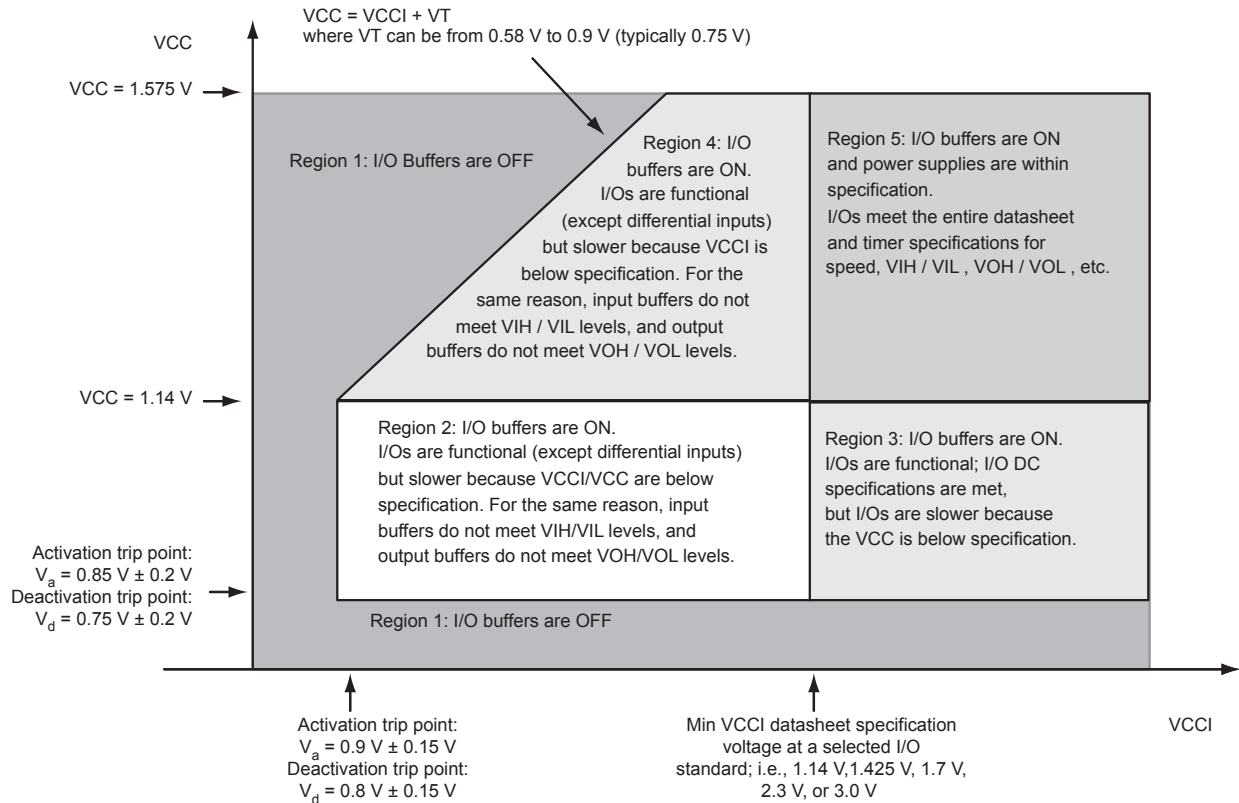 VCC = VCCI + VT
where VT can be from 0.58 V to 0.9 V (typically 0.75 V)
VCC
VCC = 1.575 V
Region 1: I/O Buffers are OFF
Region 4: I/O
buffers are ON.
I/Os are functional
(except differential inputs)
but slower because VCCI is
below specification. For the
same reason, input buffers do not
meet VIH / VIL levels, and output
buffers do not meet VOH / VOL levels.
Region 5: I/O buffers are ON
and power supplies are within
specification.
I/Os meet the entire datasheet
and timer specifications for
speed, VIH / VIL , VOH / VOL , etc.
VCC = 1.14 V
Region 2: I/O buffers are ON.
I/Os are functional (except differential inputs)
but slower because VCCI/VCC are below
specification. For the same reason, input
buffers do not meet VIH/VIL levels, and
output buffers do not meet VOH/VOL levels.
Region 3: I/O buffers are ON.
I/Os are functional; I/O DC
specifications are met,
but I/Os are slower because
the VCC is below specification.
Activation trip point:
Va = 0.85 V ± 0.2 V
Deactivation trip point:
Vd = 0.75 V ± 0.2 V
Region 1: I/O buffers are OFF
Activation trip point:
Va = 0.9 V ± 0.15 V
Deactivation trip point:
Vd = 0.8 V ± 0.15 V
Min VCCI datasheet specification
voltage at a selected I/O
standard; i.e., 1.14 V,1.425 V, 1.7 V,
2.3 V, or 3.0 V
VCCI